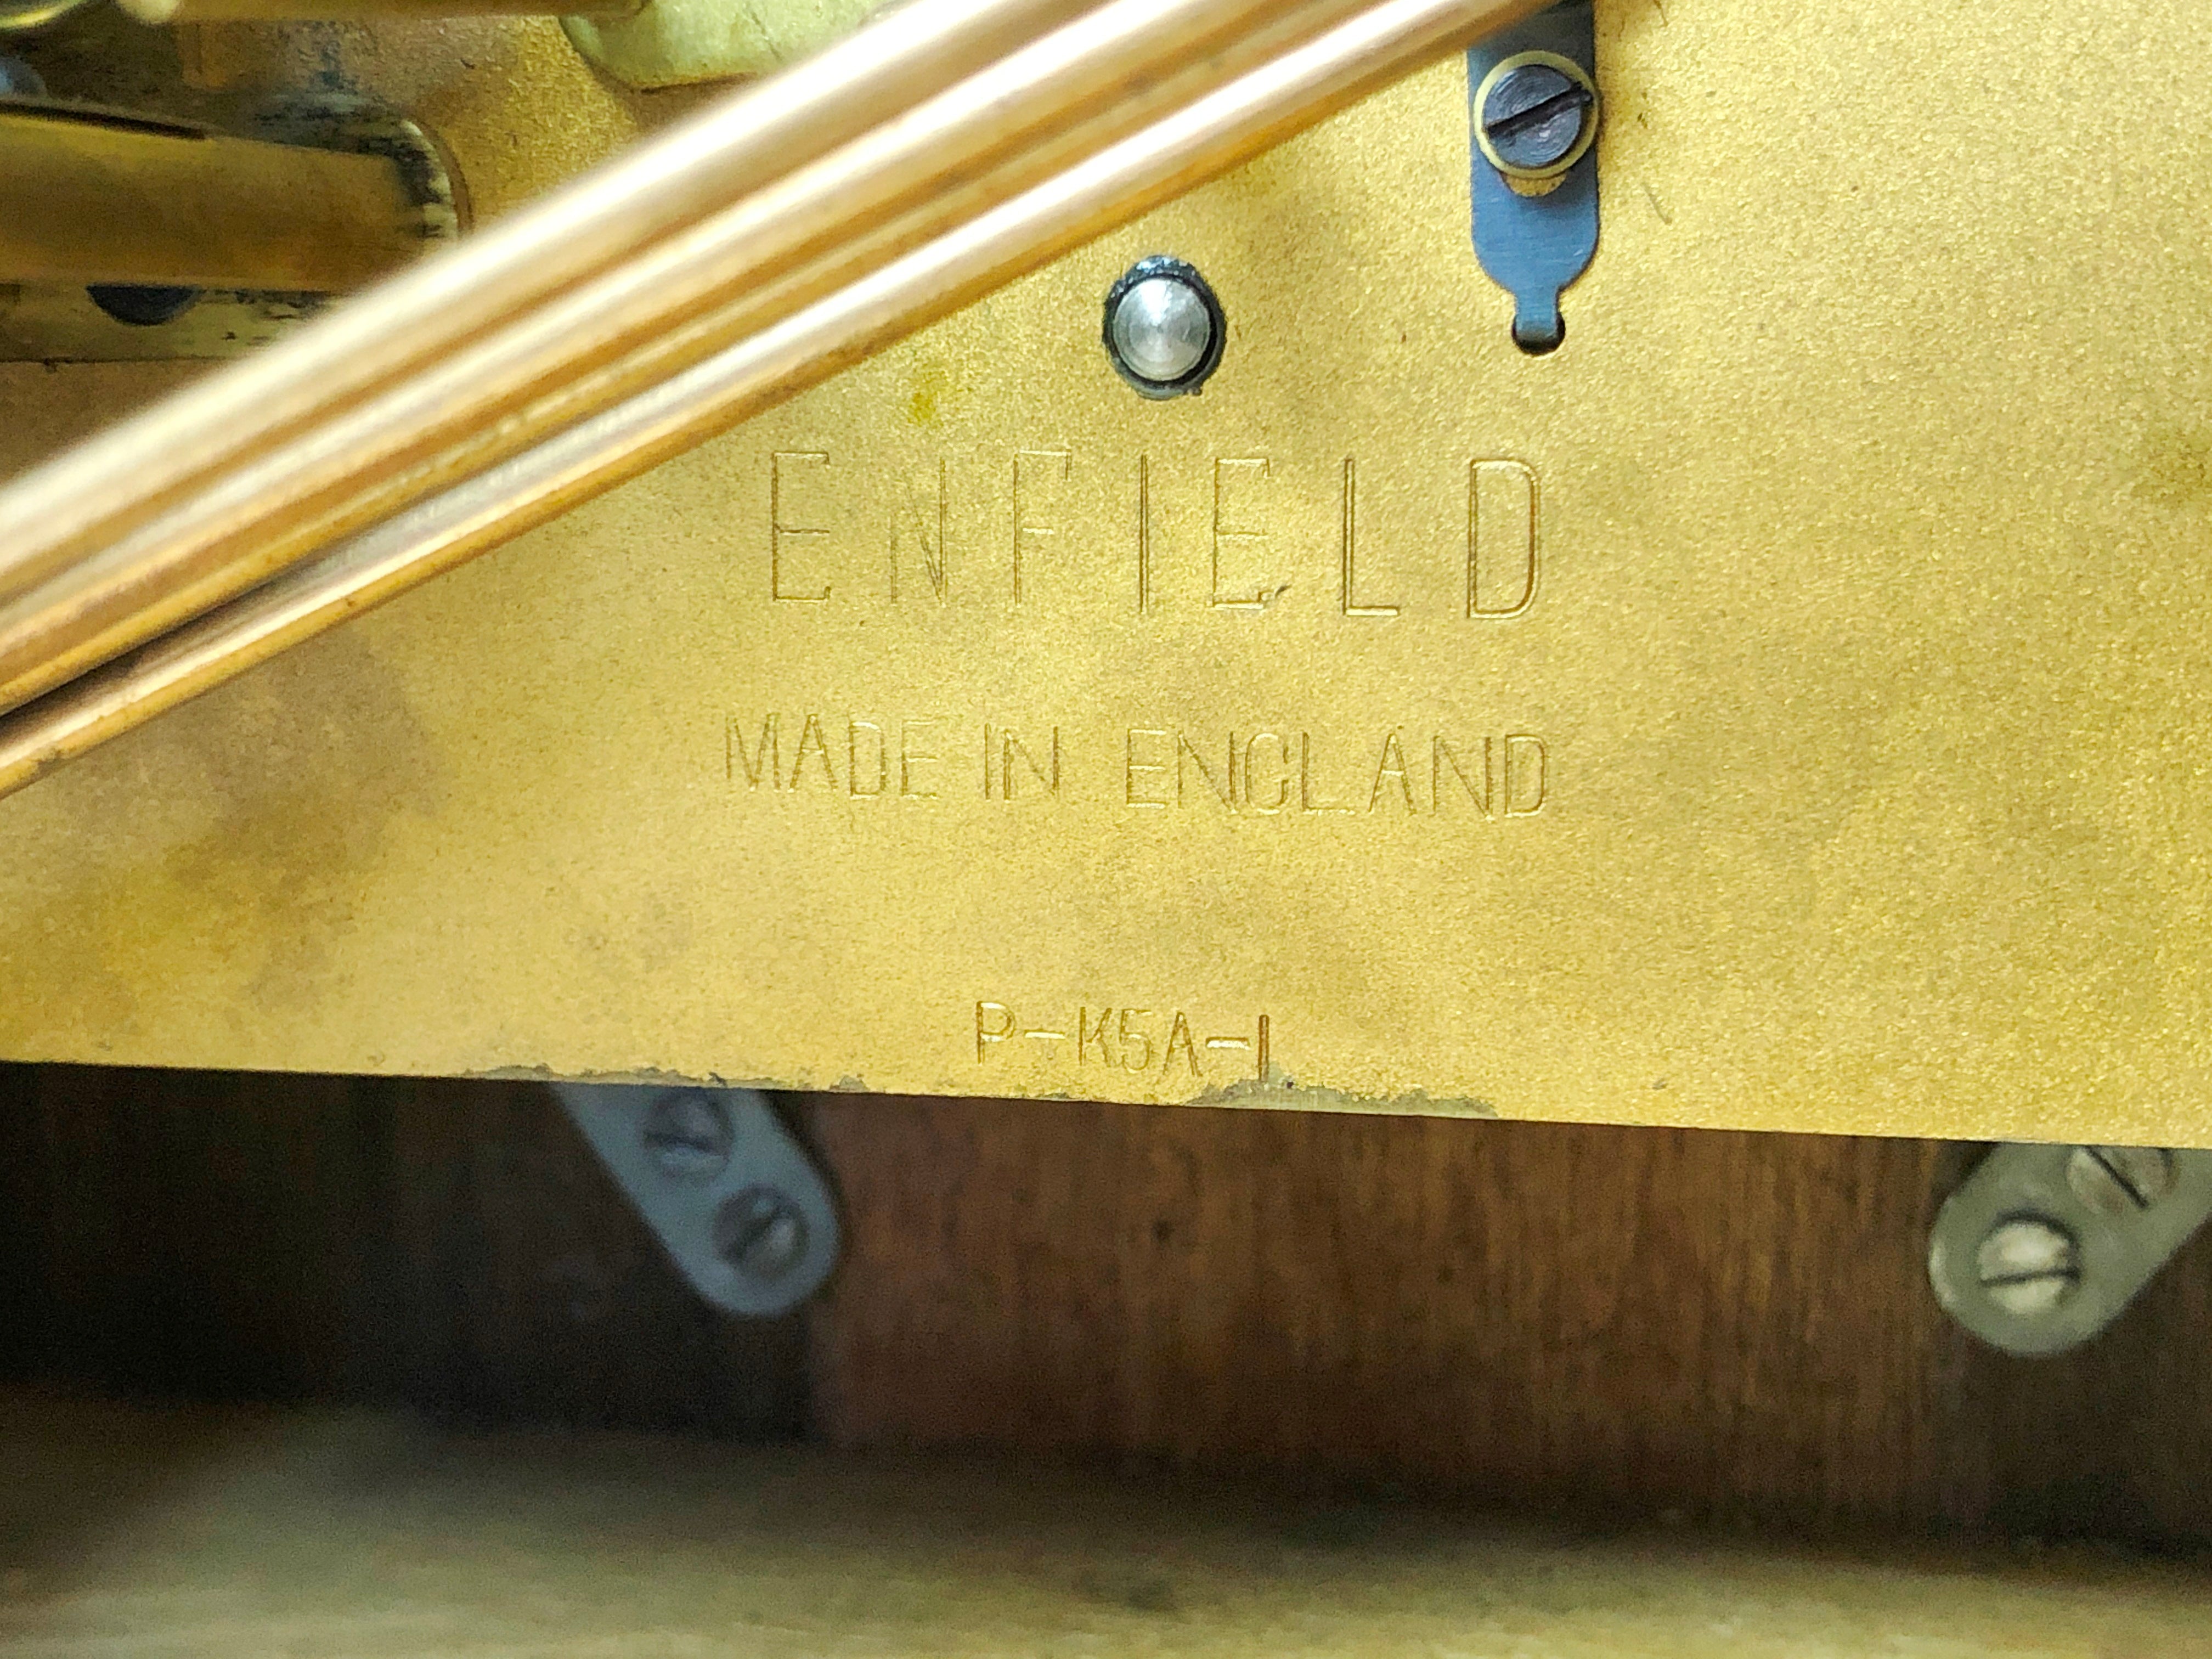 ENFIELD
MADE IN ENGLAND
P-K5A-1